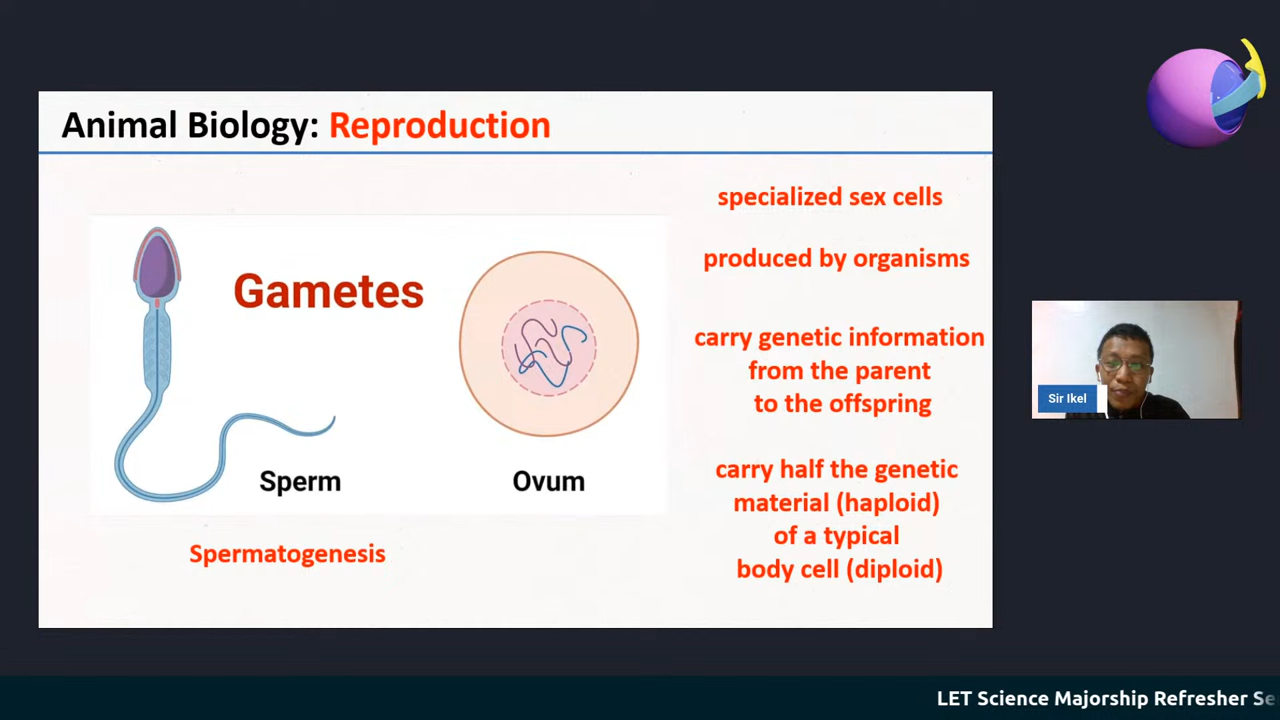 Animal Biology: Reproduction
specialized sex cells
produced by organisms
Gametes
carry genetic information
from the parent
to the offspring
Sir Ikel
carry half the genetic
material (haploid)
of a typical
body cell (diploid)
Sperm
Ovum
Spermatogenesis
LET Science Majorship Refresher Se